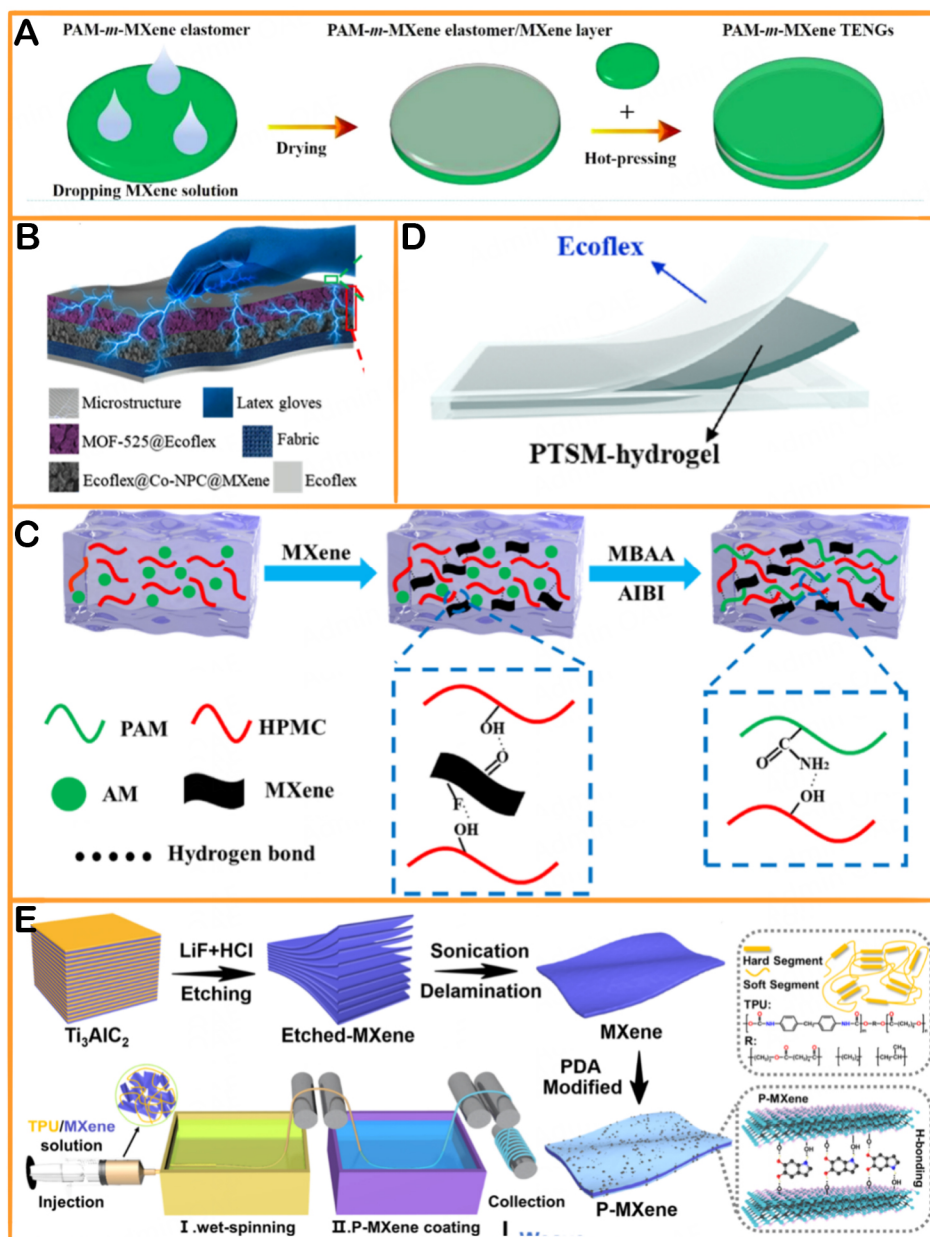 A
PAM-m-MXene elastomer
PAM-m-MXene elastomer/MXene layer
PAM-m-MXene TENGs
+
Drying
Hot-pressing
Dropping MXene solution
B
Microstructure
Latex gloves
MOF-525@Ecoflex
Fabric
Ecoflex@Co-NPC@MXene
Ecoflex
D
Ecoflex
PTSM-hydrogel
C
MXene
MBAA
AIBI
PAM
HPMC
AM
MXene
Hydrogen bond
OH
O
F
OH
C
O
NH₂
OH
E
LiF+HCl
Etching
Sonication
Delamination
Ti₃AlC₂
Etched-MXene
MXene
Hard Segment
Soft Segment
TPU:
R:
PDA
Modified
TPU/MXene
solution
Injection
Collection
P-MXene
P-MXene
H-bonding
I .wet-spinning
II.P-MXene coating